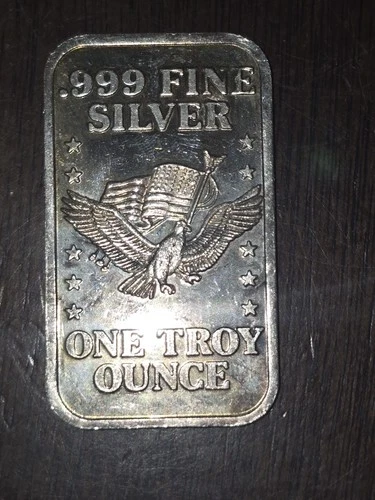 .999 FINE
SILVER
ONE TROY
OUNCE